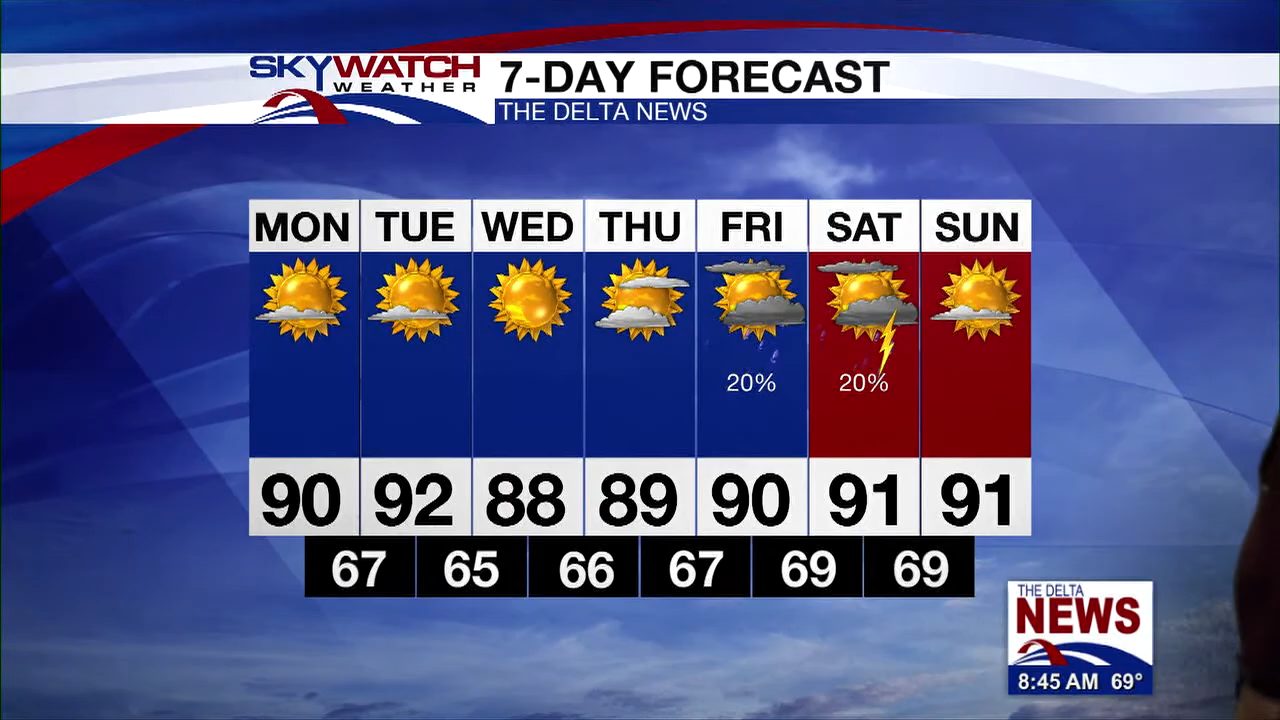 SKYWATCH
WEATHER
7-DAY FORECAST
THE DELTA NEWS
MON TUE WED THU FRI SAT SUN
20% 20%
90 92 88 89 90 91 91
67 65 66 67 69 69
THE DELTA
NEWS
8:45 AM 69°